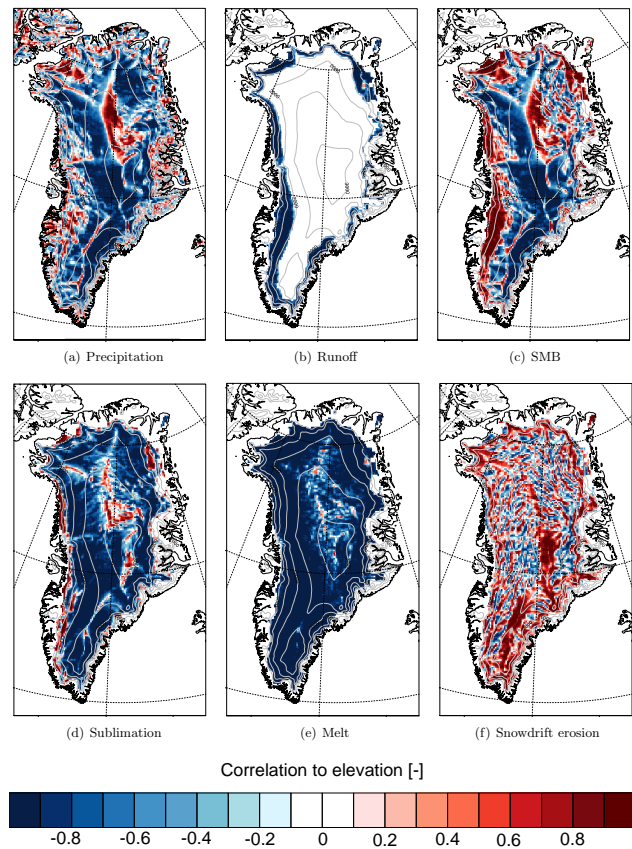 (a) Precipitation
(b) Runoff
(c) SMB
(d) Sublimation
(e) Melt
(f) Snowdrift erosion
Correlation to elevation [-]
-0.8 -0.6 -0.4 -0.2 0 0.2 0.4 0.6 0.8